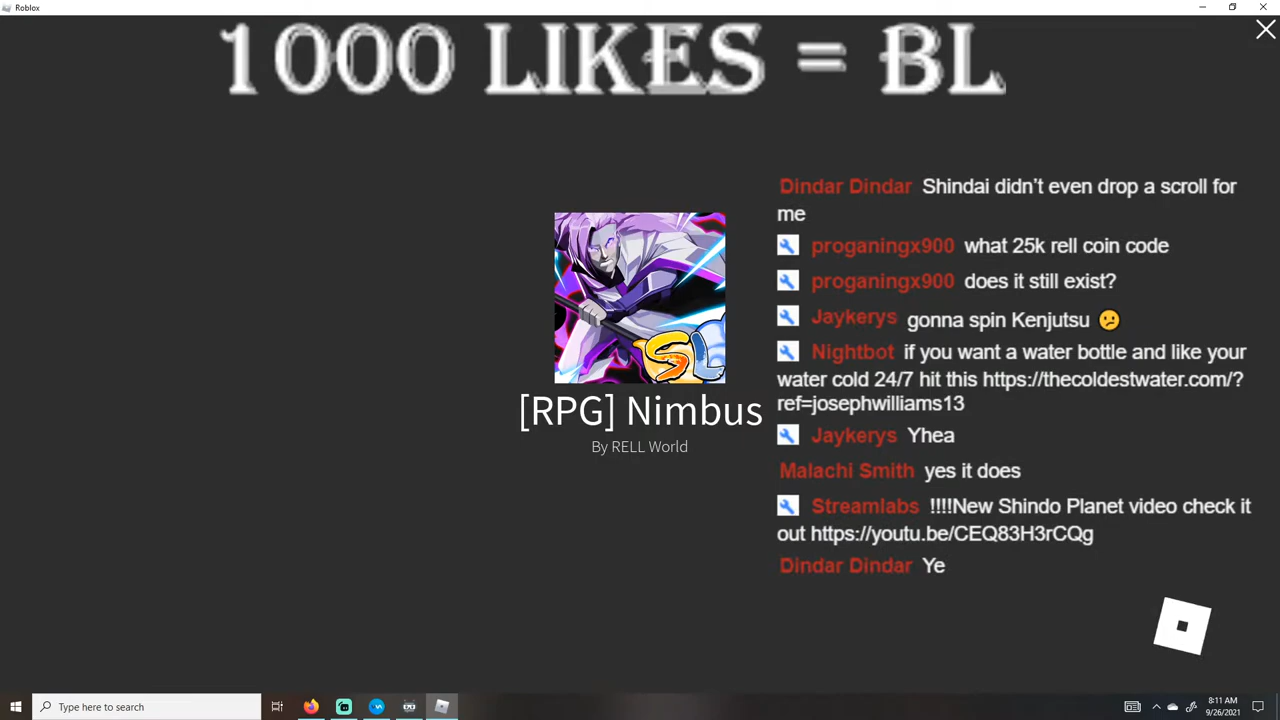 Roblox
1000 LIKES = BL
Dindar Dindar Shindai didn't even drop a scroll for
me
proganingx900 what 25k rell coin code
proganingx900 does it still exist?
Jaykerys gonna spin Kenjutsu 😕
Nightbot if you want a water bottle and like your
water cold 24/7 hit this https://thecoldestwater.com/?
ref=josephwilliams13
Jaykerys Yhea
Malachi Smith yes it does
Streamlabs !!!!New Shindo Planet video check it
out https://youtu.be/CEQ83H3rCQg
Dindar Dindar Ye
SL
[RPG] Nimbus
By RELL World
Type here to search
8:11 AM
9/26/2021